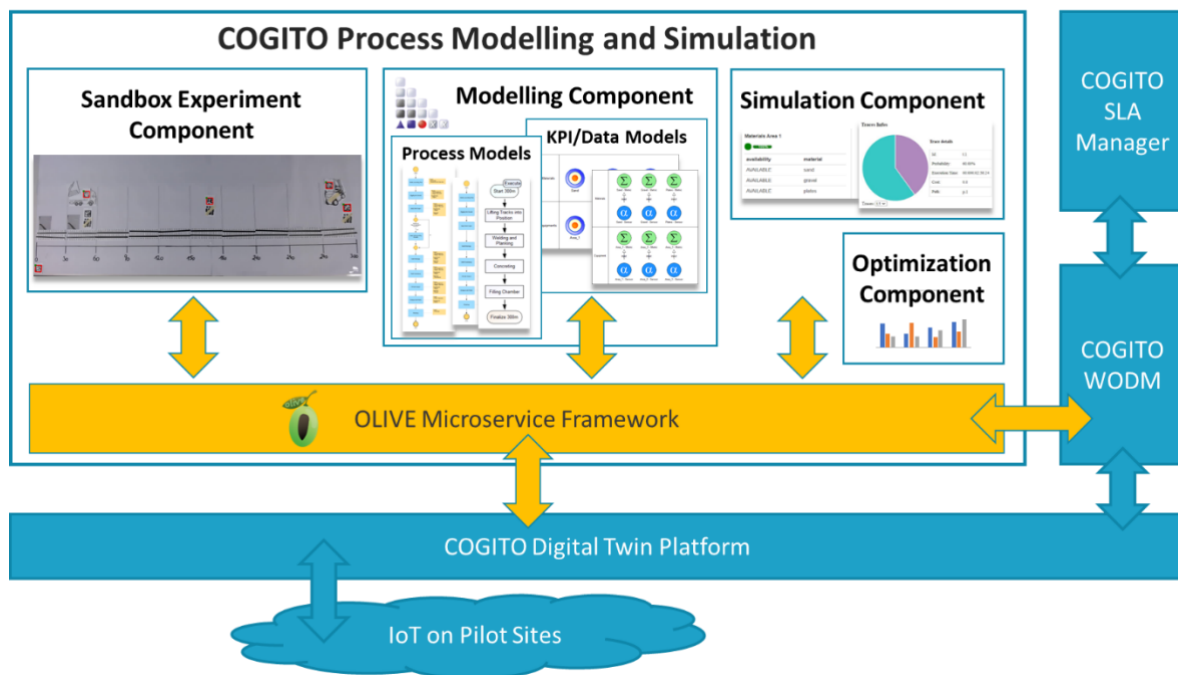 COGITO Process Modelling and Simulation
Sandbox Experiment
Component
Modelling Component
KPI/Data Models
Process Models
Execute
Start 300m
Lifting Tracks into
Position
Welding and
Planting
Concreting
Filling Chamber
Finalize 300m
Simulation Component
Materials Area 1
availability material
AVAILABLE sand
AVAILABLE gravel
AVAILABLE plates
Optimization
Component
OLIVE Microservice Framework
COGITO
SLA
Manager
COGITO
WODM
COGITO Digital Twin Platform
IoT on Pilot Sites